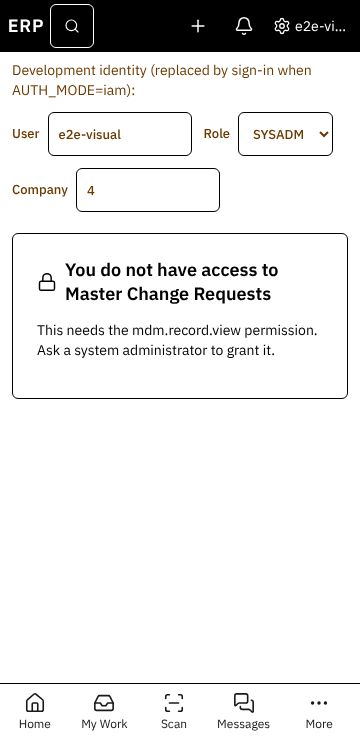 ERP
e2e-vi...
Development identity (replaced by sign-in when
AUTH_MODE=iam):
User
e2e-visual
Role
SYSADM
Company
4
You do not have access to
Master Change Requests
This needs the mdm.record.view permission.
Ask a system administrator to grant it.
Home
My Work
Scan
Messages
More